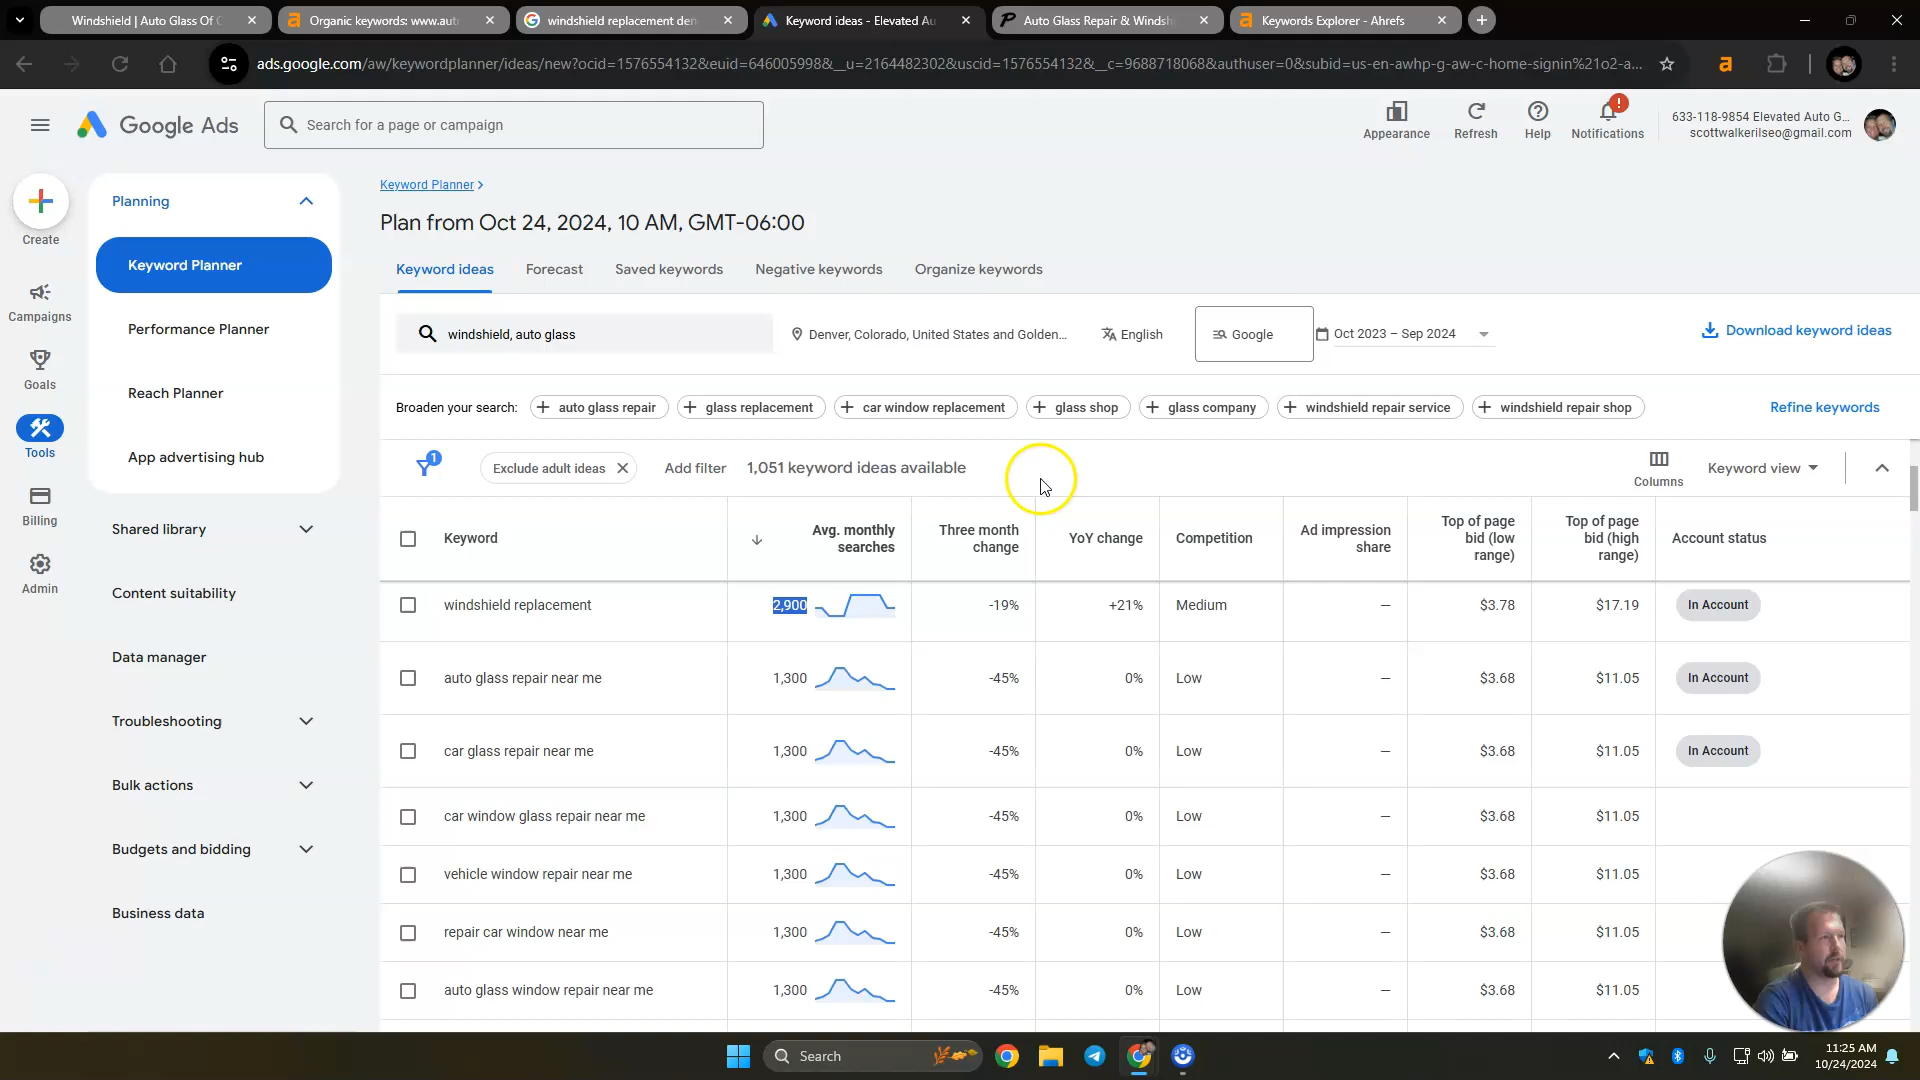 Windshield | Auto Glass Of C
Organic keywords: www.aut
windshield replacement den
Keyword ideas - Elevated Au
Auto Glass Repair & Windsh
Keywords Explorer - Ahrefs
ads.google.com/aw/keywordplanner/ideas/new?ocid=1576554132&euid=646005998&__u=2164482302&uscid=1576554132&__c=9688718068&authuser=0&subid=us-en-awhp-g-aw-c-home-signin%21o2-a...
Google Ads
Search for a page or campaign
Appearance
Refresh
Help
Notifications
633-118-9854 Elevated Auto G...
scottwalkerilseo@gmail.com
Create
Campaigns
Goals
Tools
Billing
Admin
Planning
Keyword Planner
Performance Planner
Reach Planner
App advertising hub
Shared library
Content suitability
Data manager
Troubleshooting
Bulk actions
Budgets and bidding
Business data
Keyword Planner
Plan from Oct 24, 2024, 10 AM, GMT-06:00
Keyword ideas Forecast Saved keywords Negative keywords Organize keywords
windshield, auto glass
Denver, Colorado, United States and Golden...
English
Google
Oct 2023 – Sep 2024
Download keyword ideas
Broaden your search: auto glass repair glass replacement car window replacement glass shop glass company windshield repair service windshield repair shop
Refine keywords
1
Exclude adult ideas
Add filter
1,051 keyword ideas available
Columns
Keyword view
Keyword
Avg. monthly searches
Three month change
YoY change
Competition
Ad impression share
Top of page bid (low range)
Top of page bid (high range)
Account status
windshield replacement 2,900 -19% +21% Medium — $3.78 $17.19 In Account
auto glass repair near me 1,300 -45% 0% Low — $3.68 $11.05 In Account
car glass repair near me 1,300 -45% 0% Low — $3.68 $11.05 In Account
car window glass repair near me 1,300 -45% 0% Low — $3.68 $11.05
vehicle window repair near me 1,300 -45% 0% Low — $3.68 $11.05
repair car window near me 1,300 -45% 0% Low — $3.68 $11.05
auto glass window repair near me 1,300 -45% 0% Low — $3.68 $11.05
Search
11:25 AM
10/24/2024